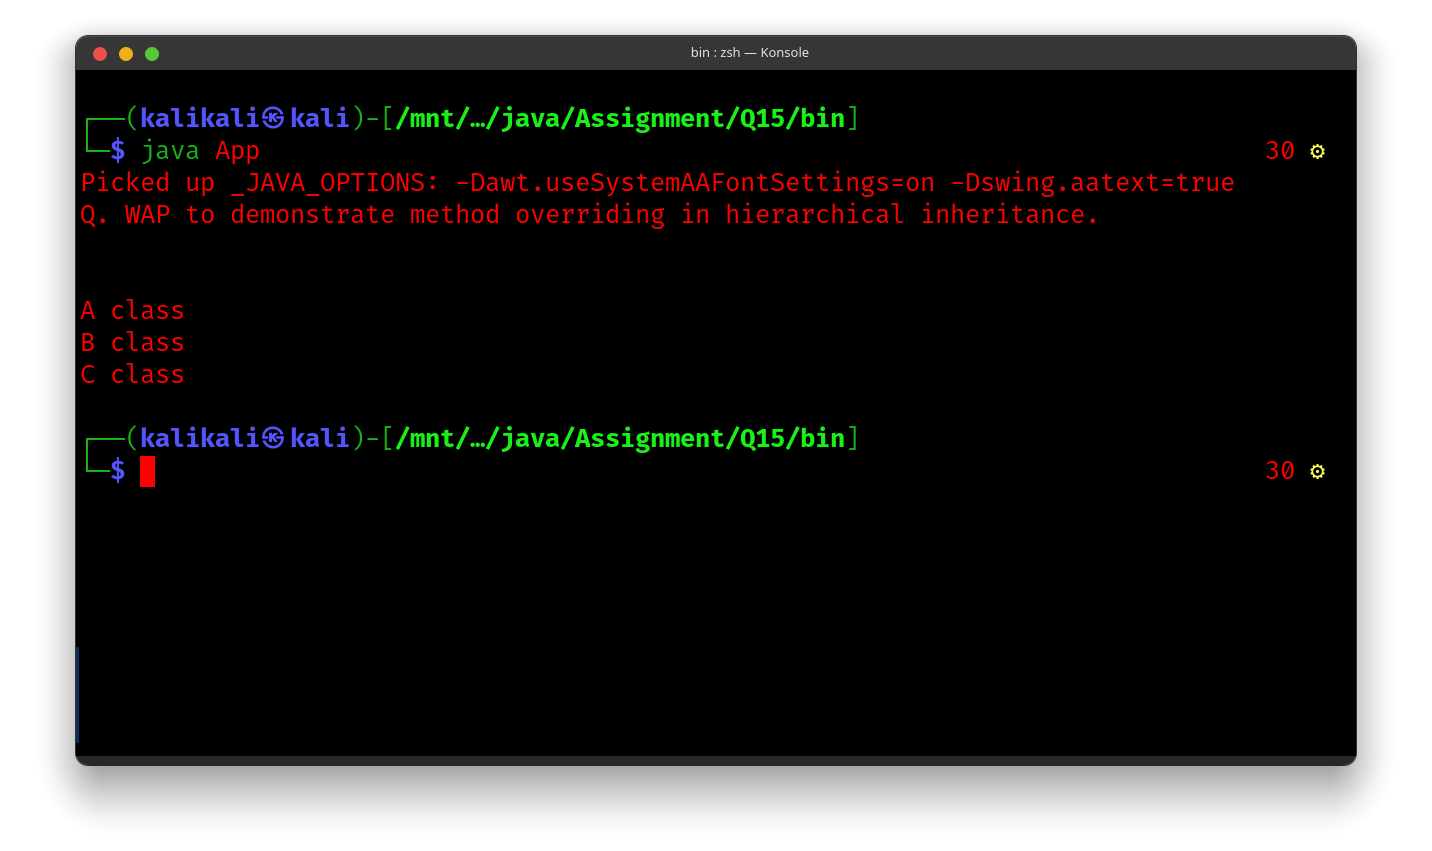 bin : zsh — Konsole
┌──(kalikali㉿kali)-[/mnt/…/java/Assignment/Q15/bin]
└─$ java App 30 ⚙
Picked up _JAVA_OPTIONS: -Dawt.useSystemAAFontSettings=on -Dswing.aatext=true
Q. WAP to demonstrate method overriding in hierarchical inheritance.
A class
B class
C class
┌──(kalikali㉿kali)-[/mnt/…/java/Assignment/Q15/bin]
└─$ 30 ⚙